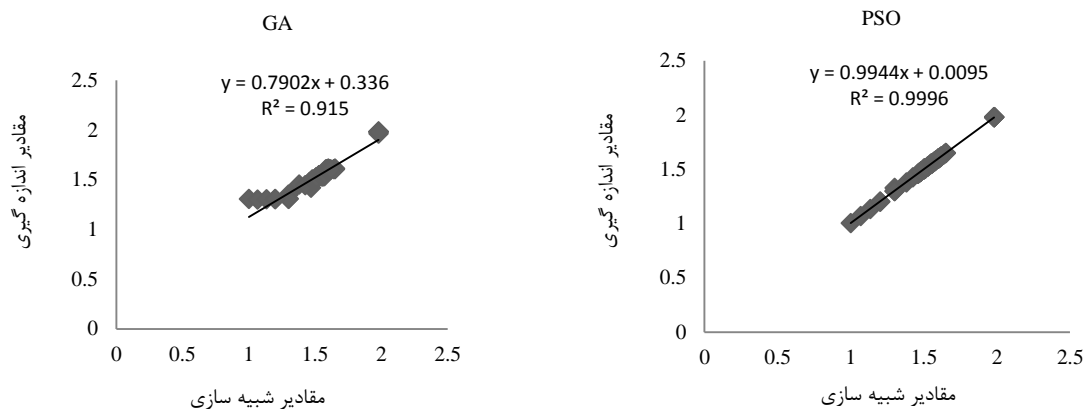 GA
y = 0.7902x + 0.336
R² = 0.915
2.5
2
1.5
1
0.5
0
0 0.5 1 1.5 2 2.5
مقادیر اندازه گیری
مقادیر شبیه سازی
PSO
y = 0.9944x + 0.0095
R² = 0.9996
2.5
2
1.5
1
0.5
0
0 0.5 1 1.5 2 2.5
مقادیر اندازه گیری
مقادیر شبیه سازی